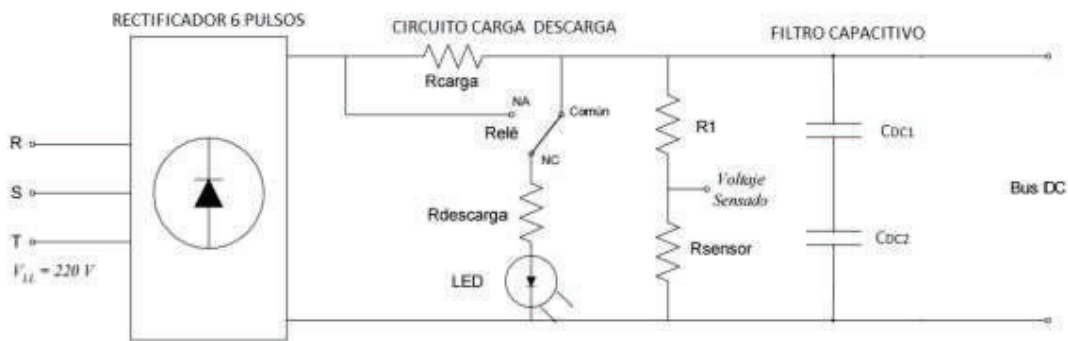 RECTIFICADOR 6 PULSOS
CIRCUITO CARGA DESCARGA
FILTRO CAPACITIVO
Rcarga
NA
Común
Relé
NC
R1
CDC1
R
S
T
VLL = 220 V
Voltaje
Sensado
Bus DC
Rdescarga
Rsensor
CDC2
LED